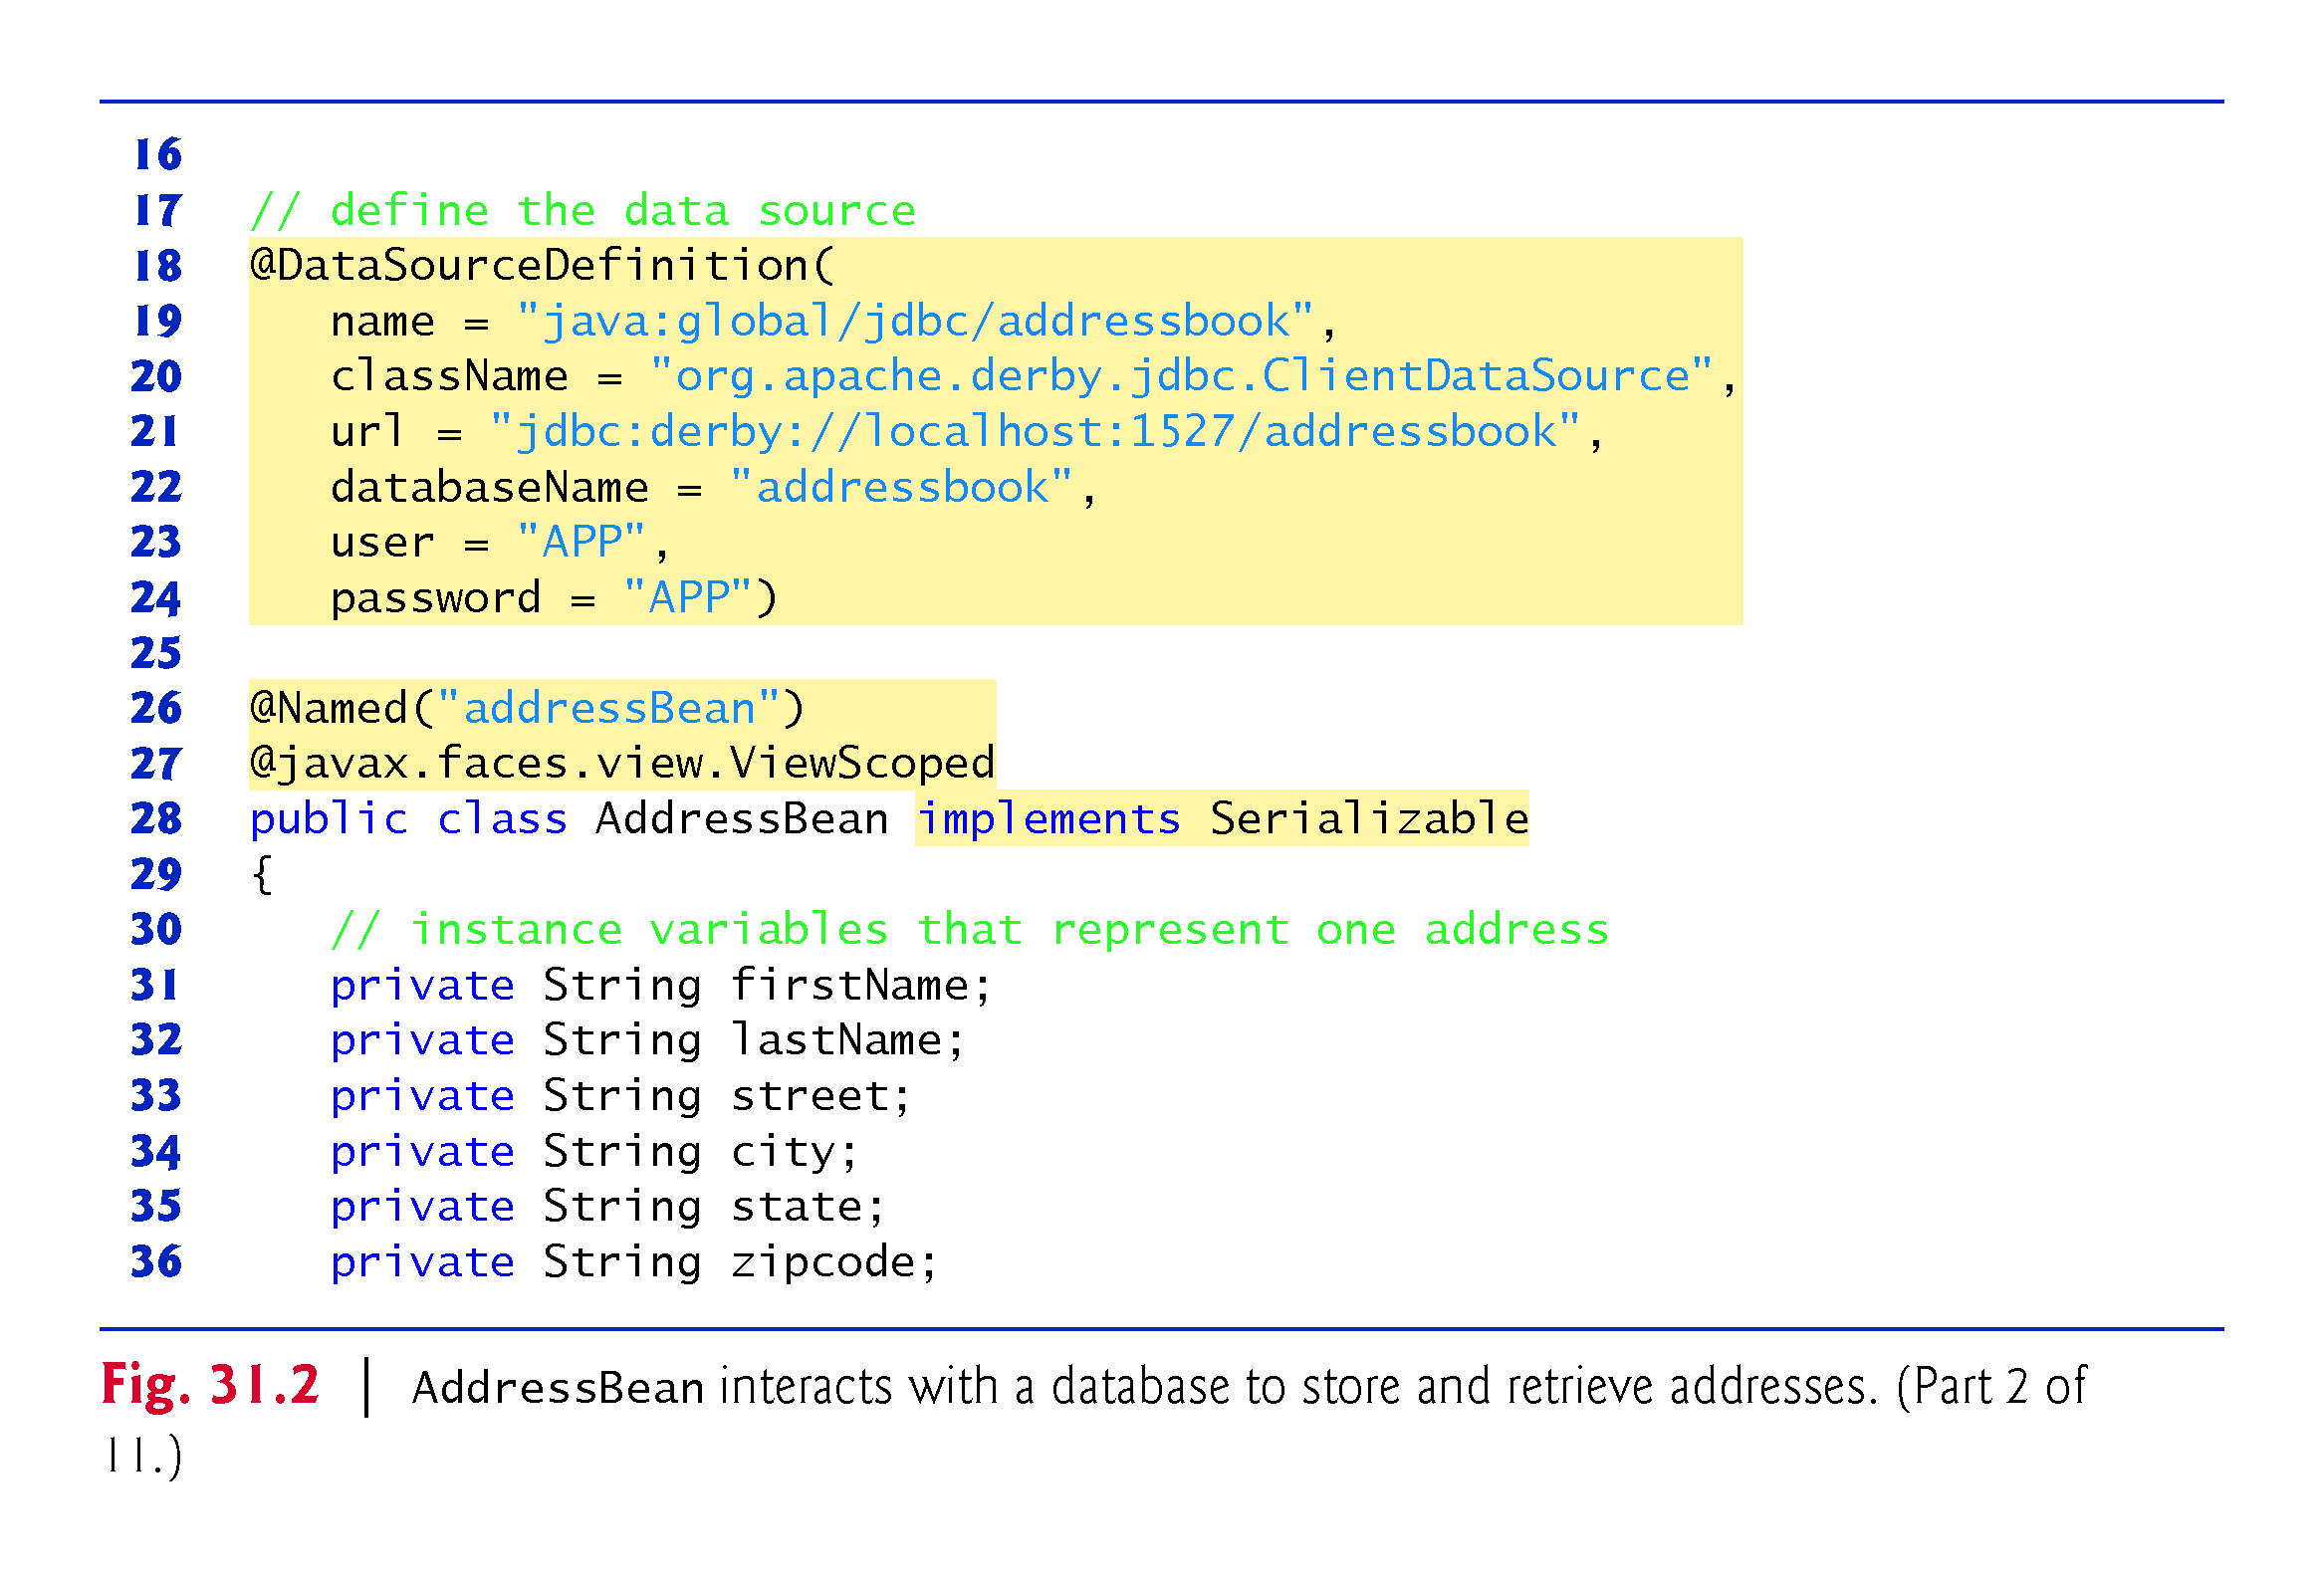 16
17 // define the data source
18 @DataSourceDefinition(
19    name = "java:global/jdbc/addressbook",
20    className = "org.apache.derby.jdbc.ClientDataSource",
21    url = "jdbc:derby://localhost:1527/addressbook",
22    databaseName = "addressbook",
23    user = "APP",
24    password = "APP")
25
26 @Named("addressBean")
27 @javax.faces.view.ViewScoped
28 public class AddressBean implements Serializable
29 {
30    // instance variables that represent one address
31    private String firstName;
32    private String lastName;
33    private String street;
34    private String city;
35    private String state;
36    private String zipcode;
Fig. 31.2 | AddressBean interacts with a database to store and retrieve addresses. (Part 2 of
11.)